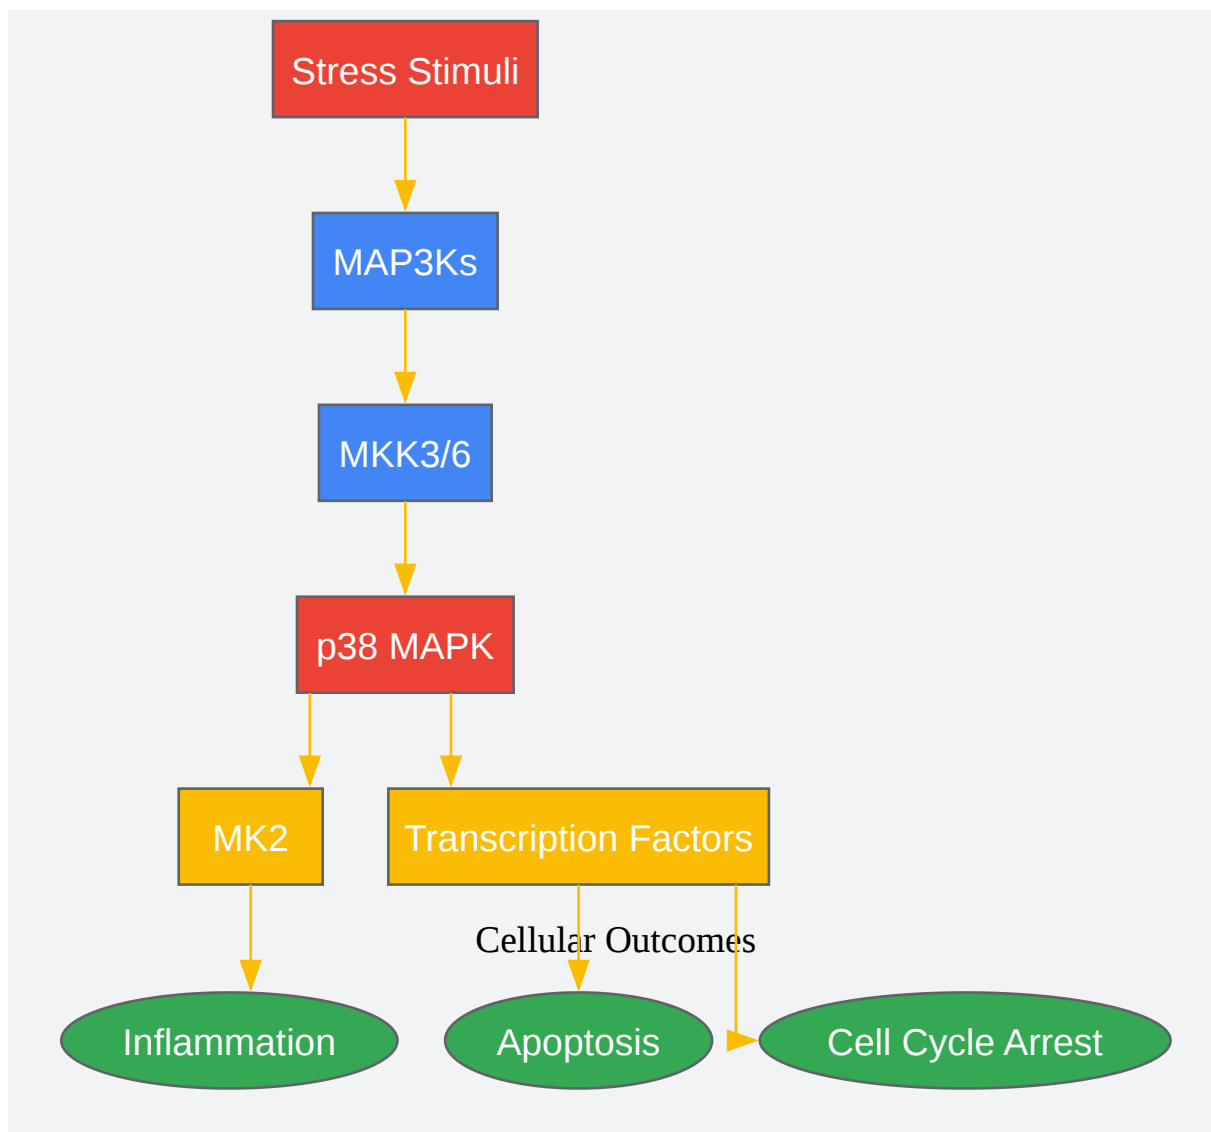 Stress Stimuli
MAP3Ks
MKK3/6
p38 MAPK
MK2
Transcription Factors
Cellular Outcomes
Inflammation
Apoptosis
Cell Cycle Arrest